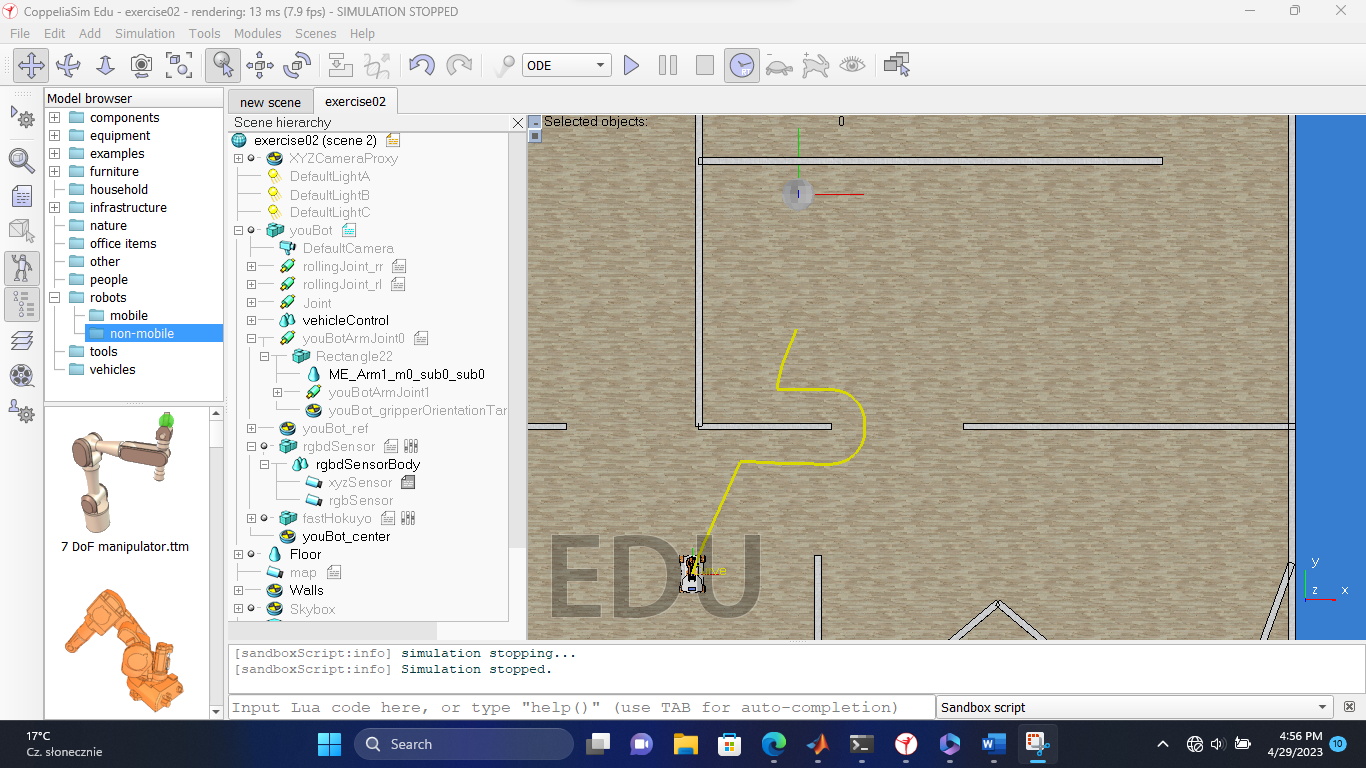 CoppeliaSim Edu - exercise02 - rendering: 13 ms (7.9 fps) - SIMULATION STOPPED
File Edit Add Simulation Tools Modules Scenes Help
ODE
RT
Model browser
components
equipment
examples
furniture
household
infrastructure
nature
office items
other
people
robots
mobile
non-mobile
tools
vehicles
7 DoF manipulator.ttm
new scene
exercise02
Scene hierarchy
exercise02 (scene 2)
XYZCameraProxy
DefaultLightA
DefaultLightB
DefaultLightC
youBot
DefaultCamera
rollingJoint_rr
rollingJoint_rl
Joint
vehicleControl
youBotArmJoint0
Rectangle22
ME_Arm1_m0_sub0_sub0
youBotArmJoint1
youBot_gripperOrientationTar
youBot_ref
rgbdSensor
rgbdSensorBody
xyzSensor
rgbSensor
fastHokuyo
youBot_center
Floor
map
Walls
Skybox
Selected objects: 0
EDU
y
z x
[sandboxScript:info] simulation stopping...
[sandboxScript:info] Simulation stopped.
Input Lua code here, or type "help()" (use TAB for auto-completion)
Sandbox script
17°C
Cz. słonecznie
Search
4:56 PM
4/29/2023
10